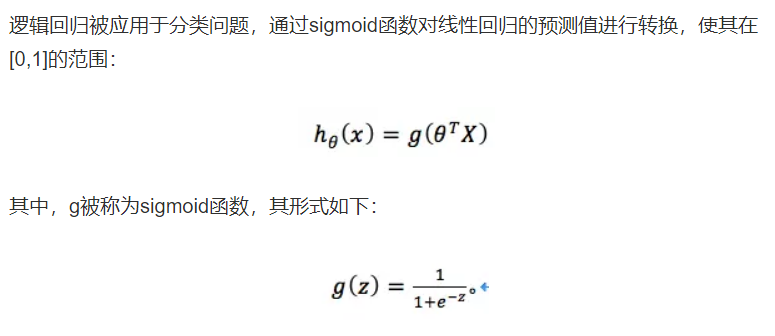 逻辑回归被应用于分类问题，通过sigmoid函数对线性回归的预测值进行转换，使其在
[0,1]的范围：
hθ(x) = g(θᵀX)
其中，g被称为sigmoid函数，其形式如下：
g(z) = 1/(1+e⁻ᶻ)。